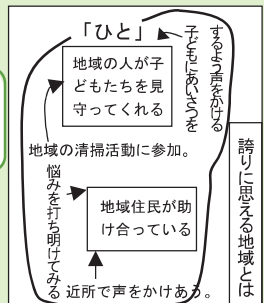 誇りに思える地域とは
「ひと」
子どもにあいさつを
するよう声をかける
地域の人が子
どもたちを見
守ってくれる
地域の清掃活動に参加。
悩みを打ち明けてみる
地域住民が助
け合っている
近所で声をかけあう。